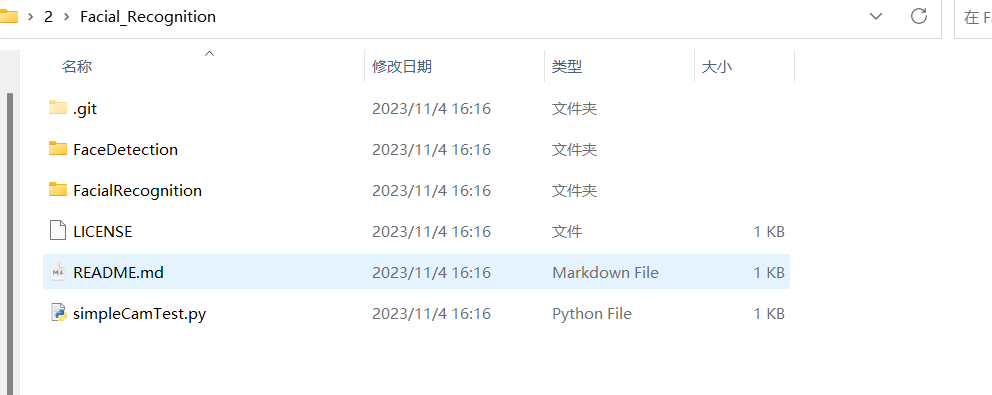 2 > Facial_Recognition
在 F
名称 修改日期 类型 大小
.git 2023/11/4 16:16 文件夹
FaceDetection 2023/11/4 16:16 文件夹
FacialRecognition 2023/11/4 16:16 文件夹
LICENSE 2023/11/4 16:16 文件 1 KB
README.md 2023/11/4 16:16 Markdown File 1 KB
simpleCamTest.py 2023/11/4 16:16 Python File 1 KB